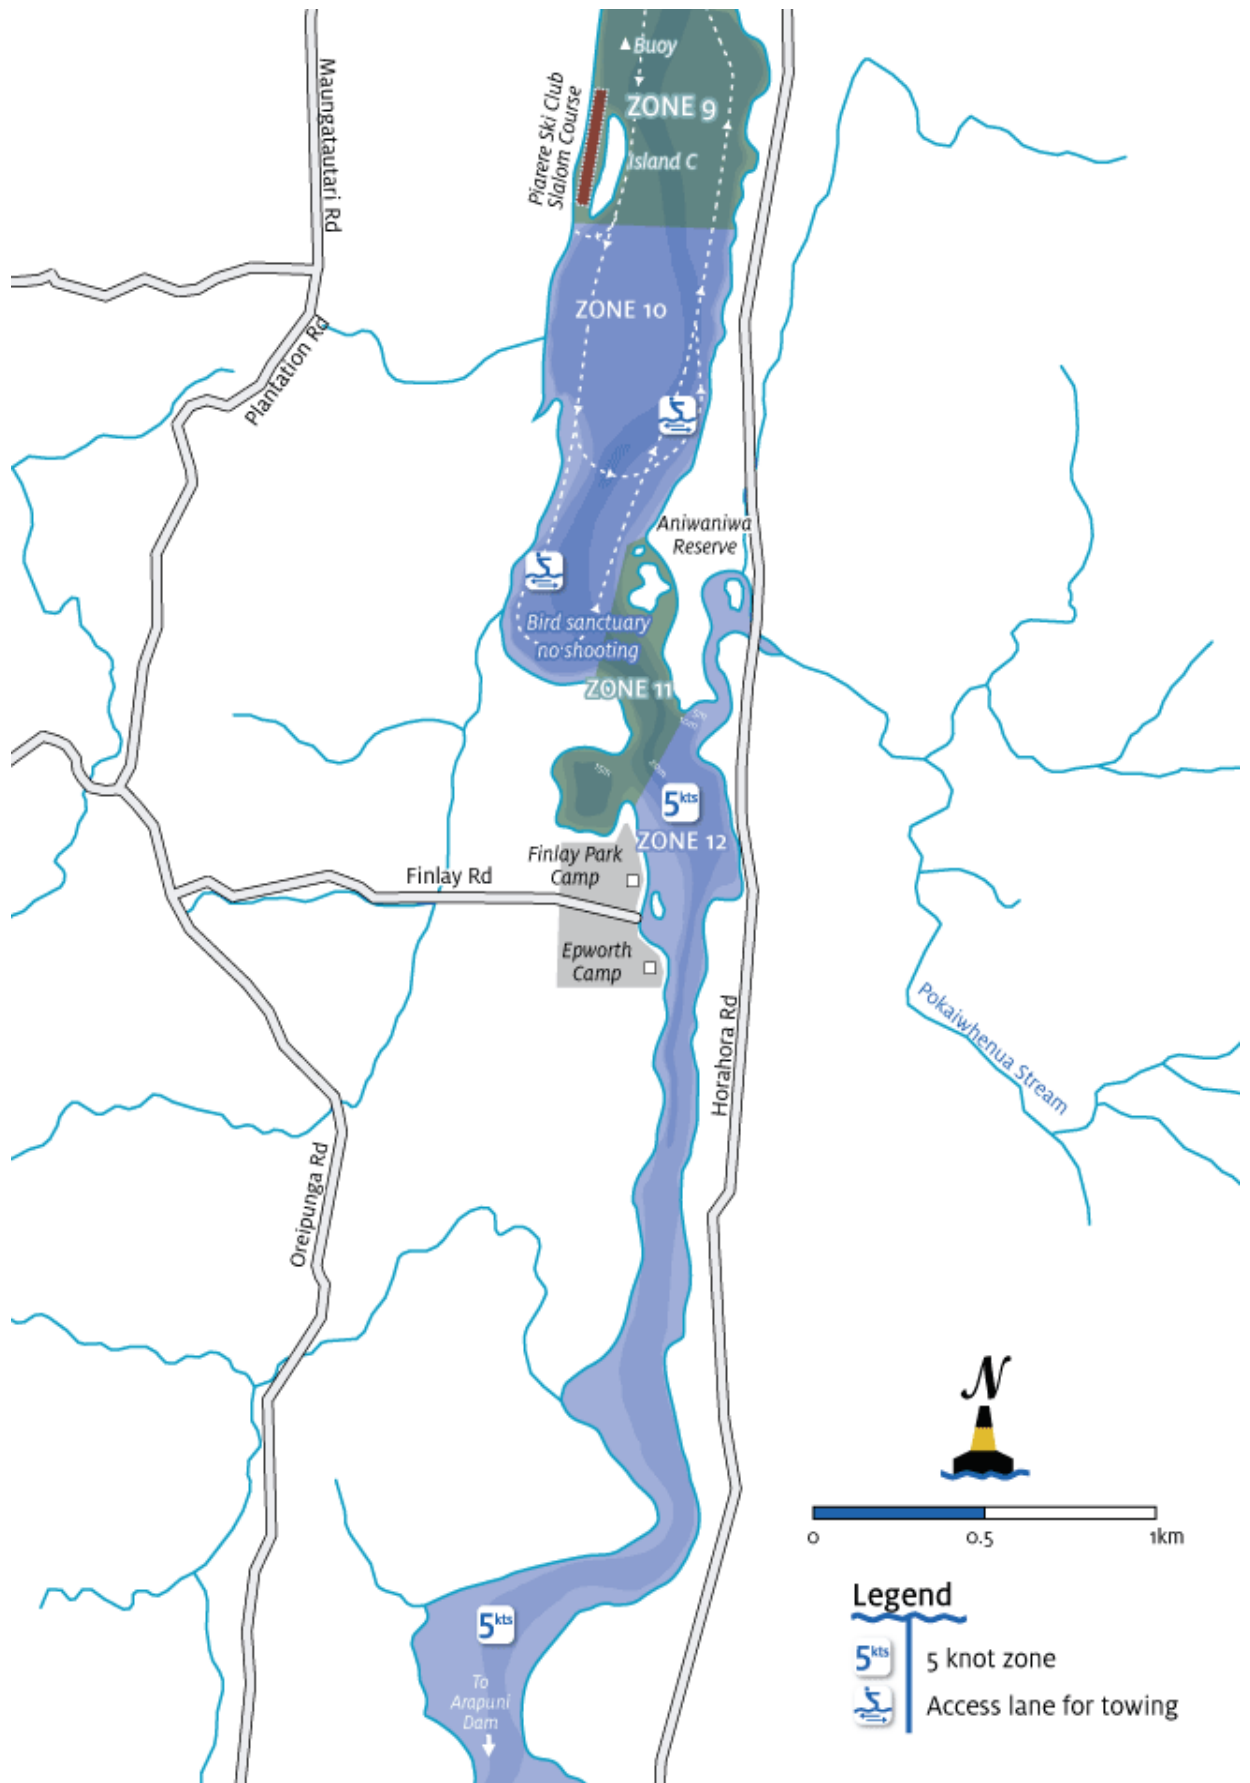 Buoy
ZONE 9
Island C
Piarere Ski Club
Slalom Course
Maungatautari Rd
ZONE 10
Plantation Rd
Aniwaniwa
Reserve
Bird sanctuary
no shooting
ZONE 11
15m
20m
5kts
ZONE 12
Finlay Park
Camp
Finlay Rd
Epworth
Camp
Horahora Rd
Pokaiwhenua Stream
Oreipunga Rd
N
0
0.5
1km
Legend
5kts
5 knot zone
Access lane for towing
5kts
To
Arapuni
Dam